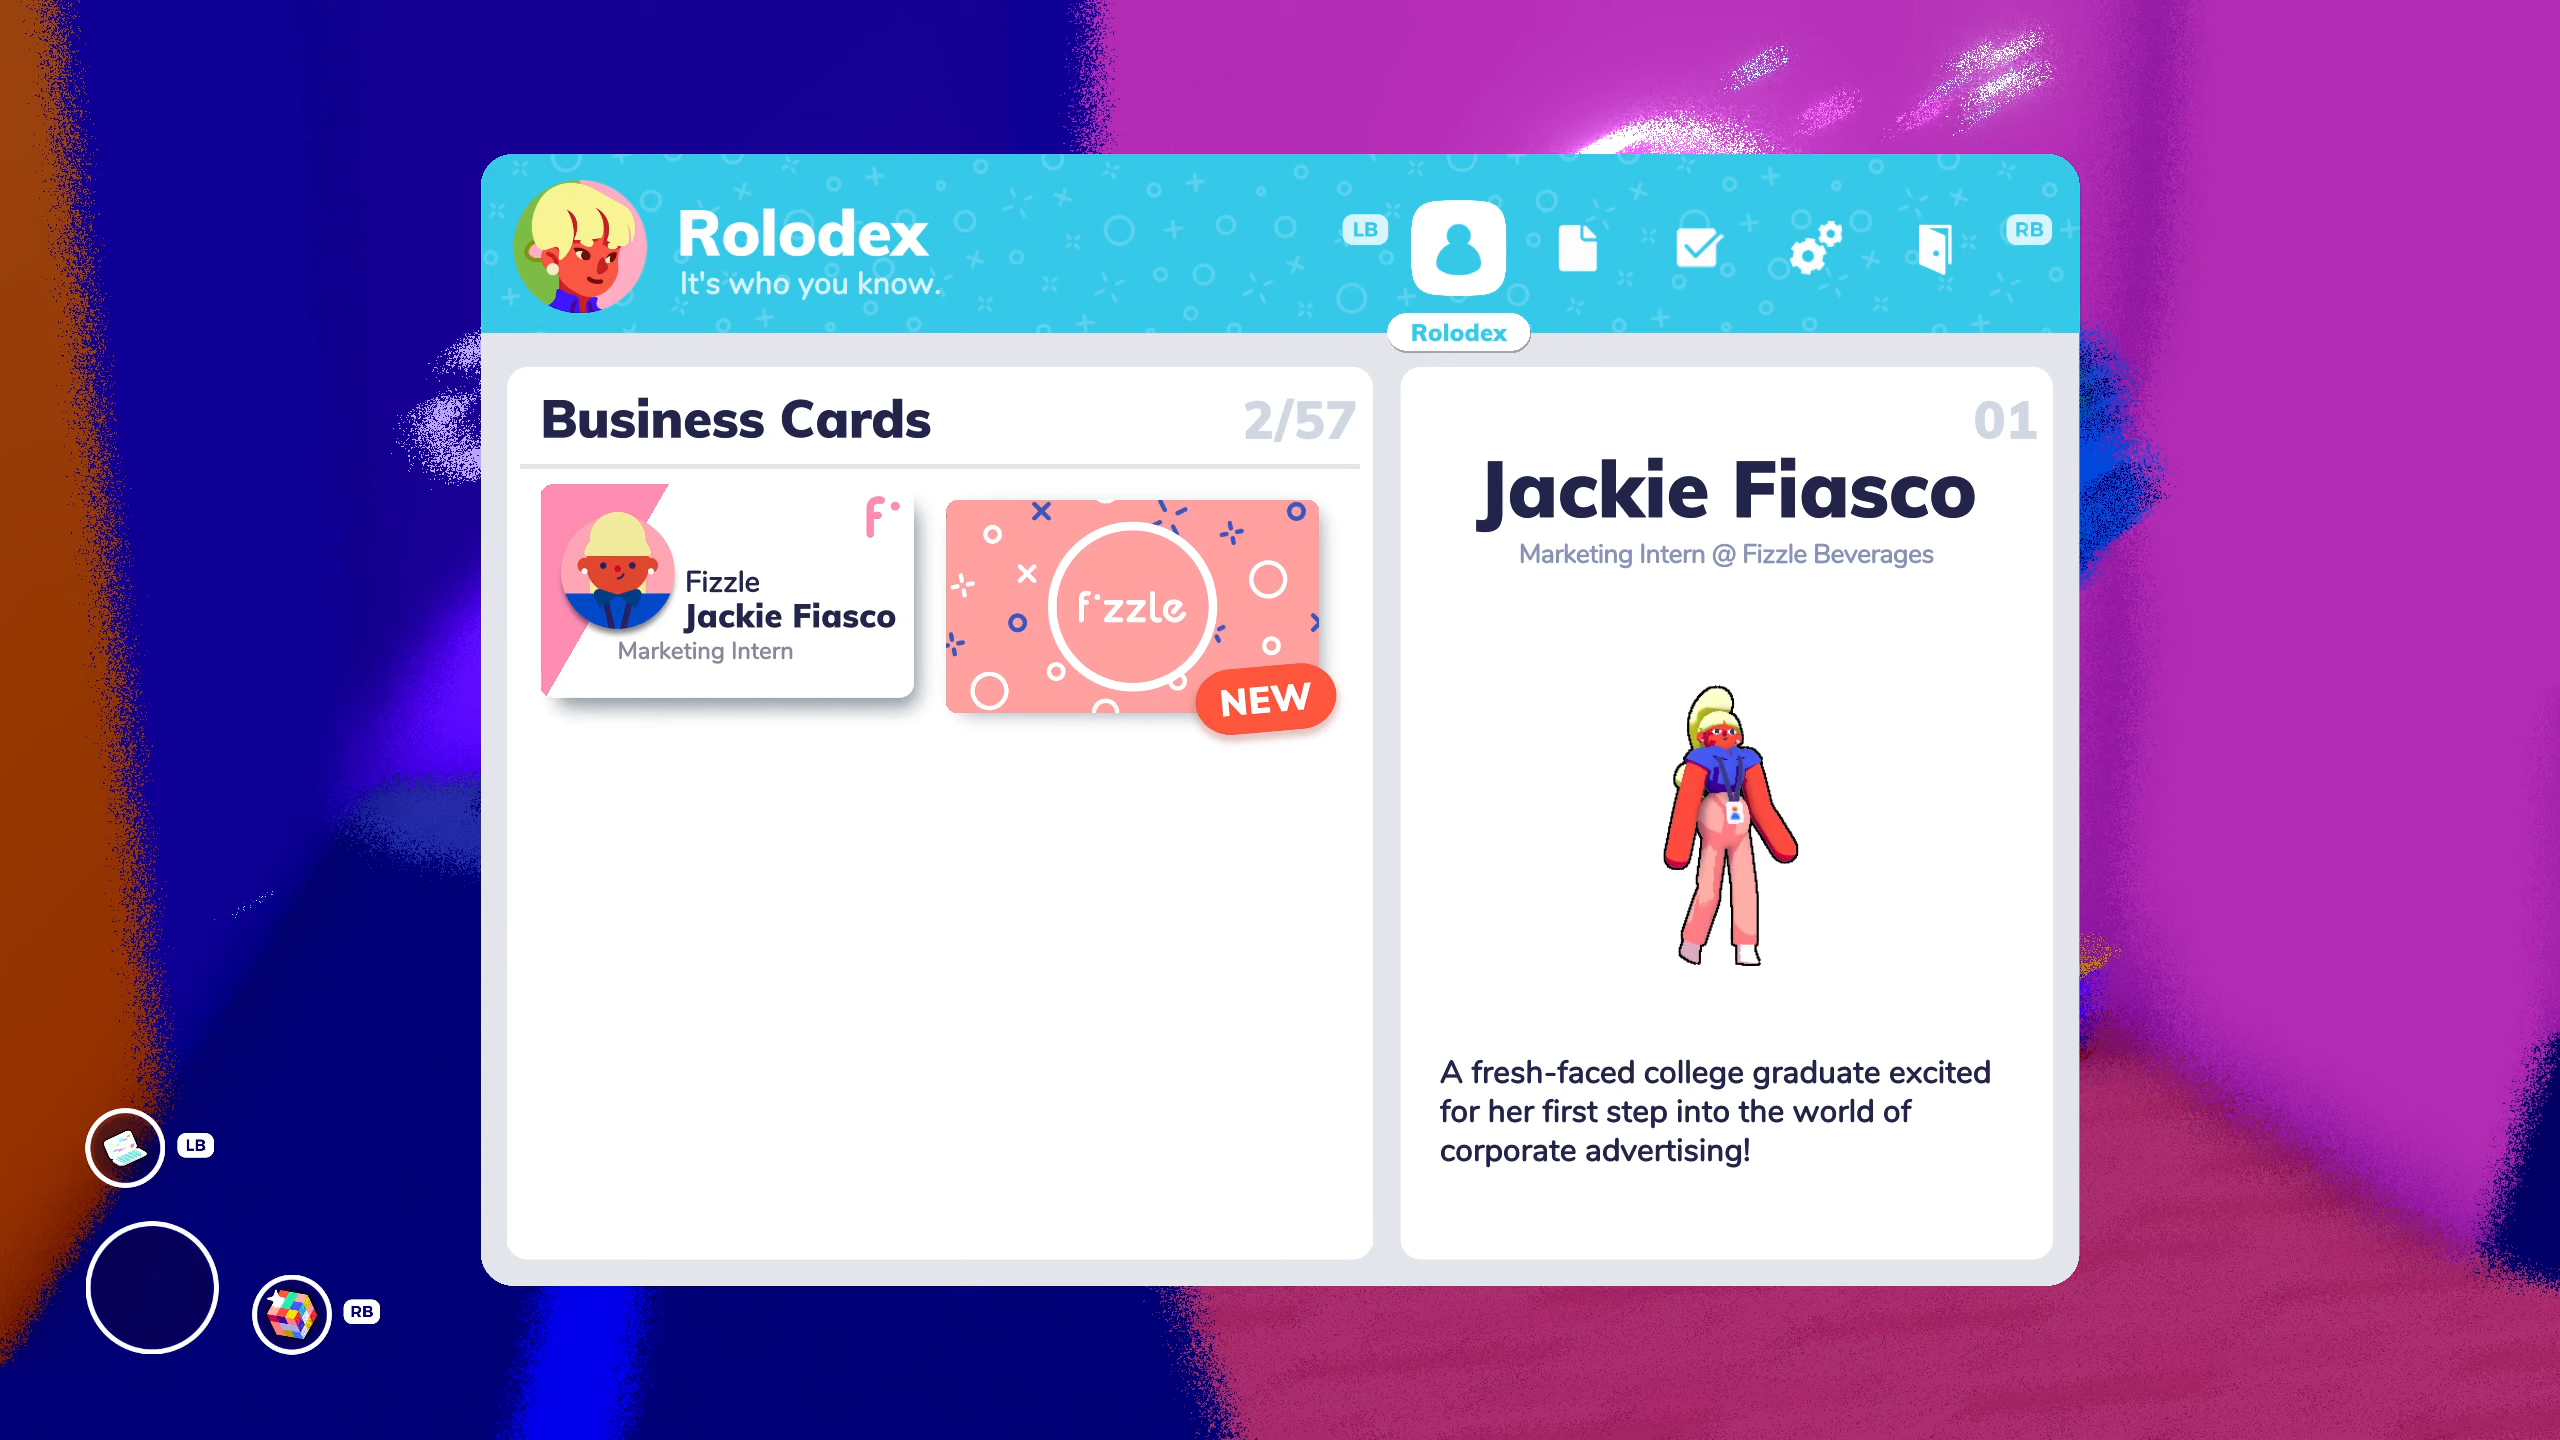 Rolodex
It's who you know.
LB
RB
Rolodex
Business Cards
2/57
Fizzle
Jackie Fiasco
Marketing Intern
f
fizzle
NEW
01
Jackie Fiasco
Marketing Intern @ Fizzle Beverages
A fresh-faced college graduate excited
for her first step into the world of
corporate advertising!
LB
RB